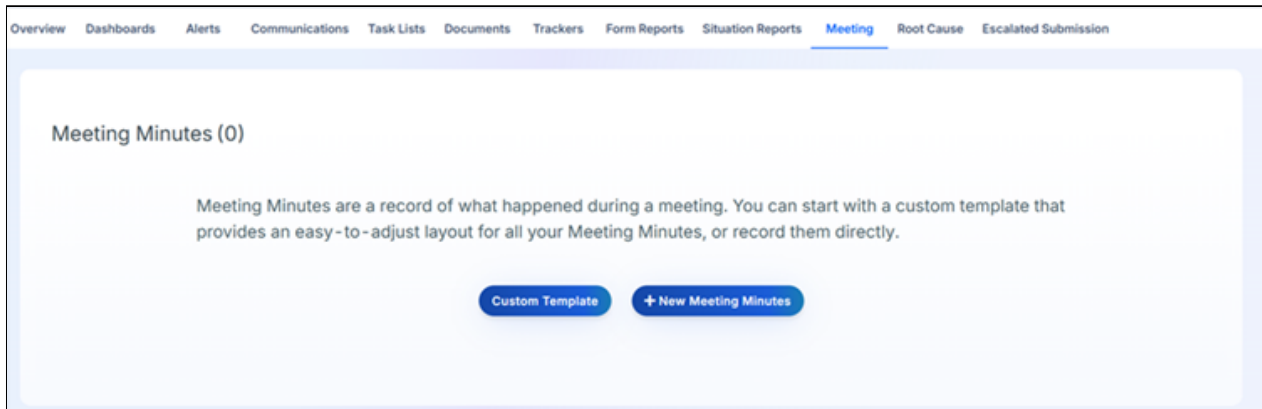 Overview Dashboards Alerts Communications Task Lists Documents Trackers Form Reports Situation Reports Meeting Root Cause Escalated Submission
Meeting Minutes (0)
Meeting Minutes are a record of what happened during a meeting. You can start with a custom template that
provides an easy-to-adjust layout for all your Meeting Minutes, or record them directly.
Custom Template + New Meeting Minutes